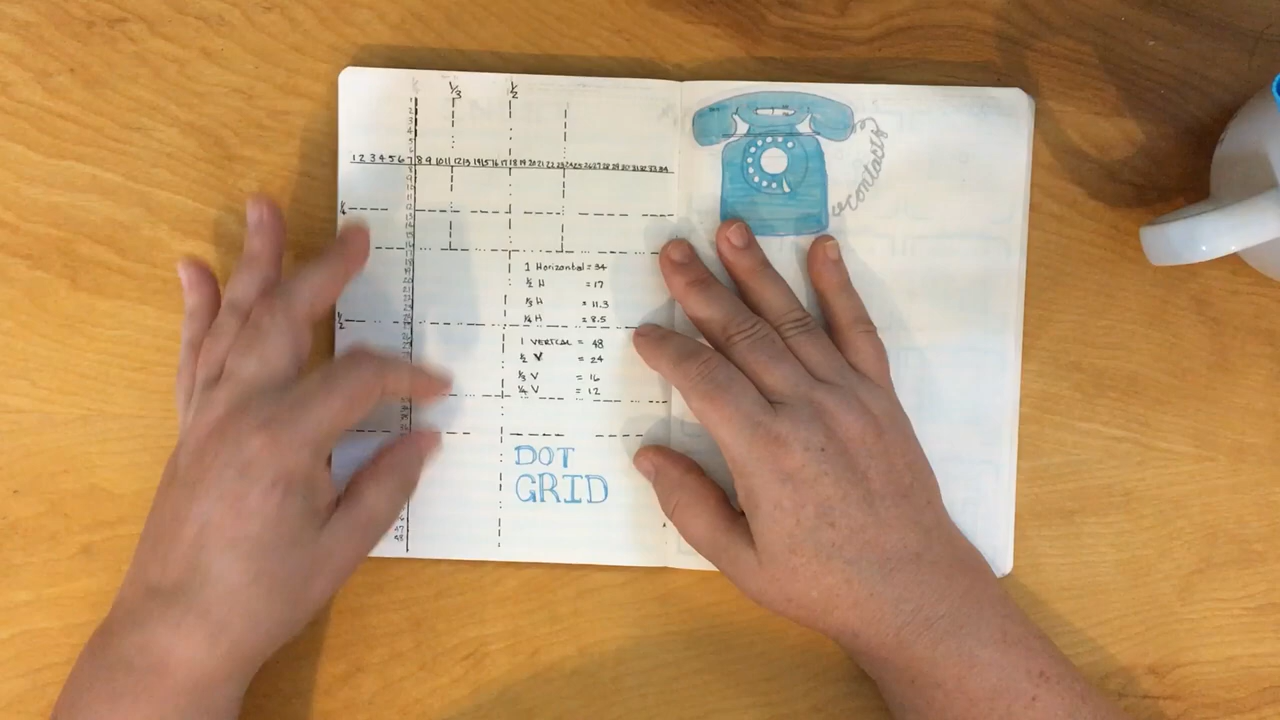 1/3 1/2
1 2 3 4 5 6 7 8 9 10 11 12 13 14 15 16 17 18 19 20 21 22 23 24 25 26 27 28 29 30 31 32 33 34
1/4
1 Horizontal = 34
1/2 H = 17
1/3 H = 11.3
1/4 H = 8.5
1/2
1 VERTICAL = 48
1/2 V = 24
1/3 V = 16
1/4 V = 12
DOT
GRID
47
48
contacts